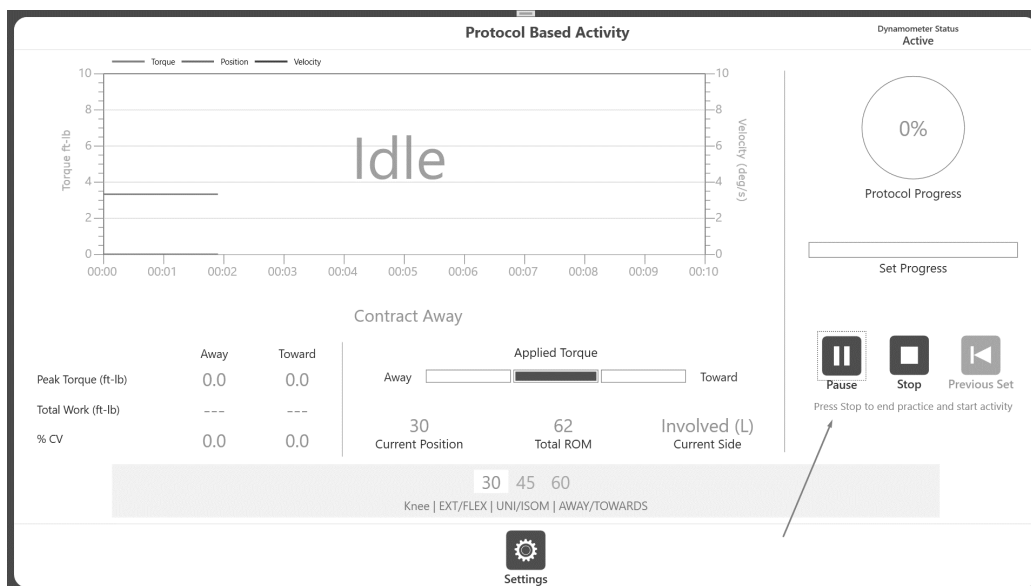 Protocol Based Activity
Dynamometer Status
Active
Torque Position Velocity
10
8
6
4
2
0
Torque ft-lb
Idle
10
8
6
4
2
0
Velocity (deg/s)
00:00 00:01 00:02 00:03 00:04 00:05 00:06 00:07 00:08 00:09 00:10
0%
Protocol Progress
Set Progress
Contract Away
Away Toward
Peak Torque (ft-lb) 0.0 0.0
Total Work (ft-lb) --- ---
% CV 0.0 0.0
Applied Torque
Away Toward
30 62 Involved (L)
Current Position Total ROM Current Side
Pause Stop Previous Set
Press Stop to end practice and start activity
30 45 60
Knee | EXT/FLEX | UNI/ISOM | AWAY/TOWARDS
Settings